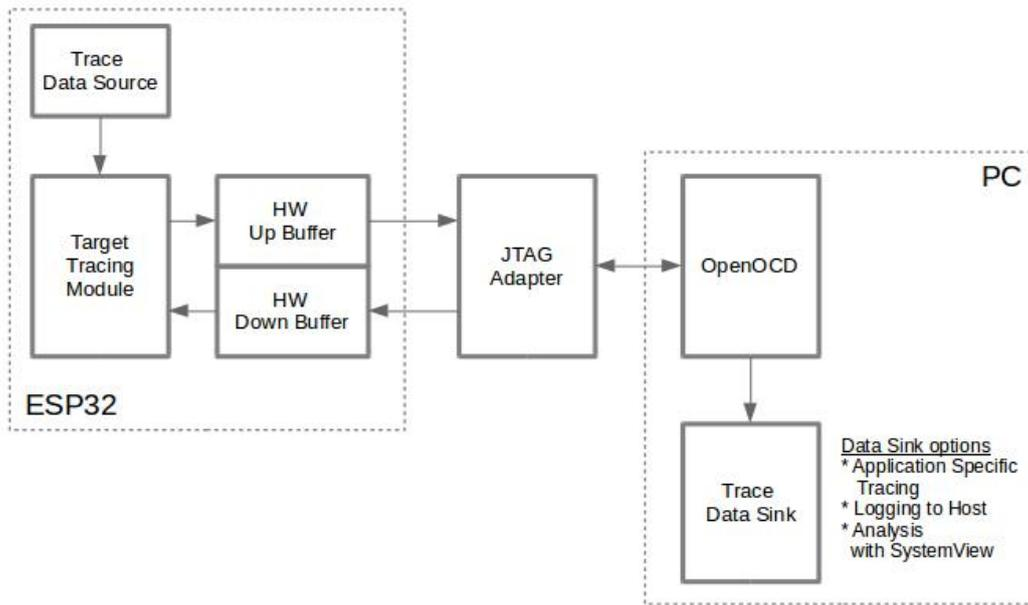 Trace
Data Source
Target
Tracing
Module
HW
Up Buffer
HW
Down Buffer
ESP32
JTAG
Adapter
PC
OpenOCD
Trace
Data Sink
Data Sink options
* Application Specific
Tracing
* Logging to Host
* Analysis
with SystemView